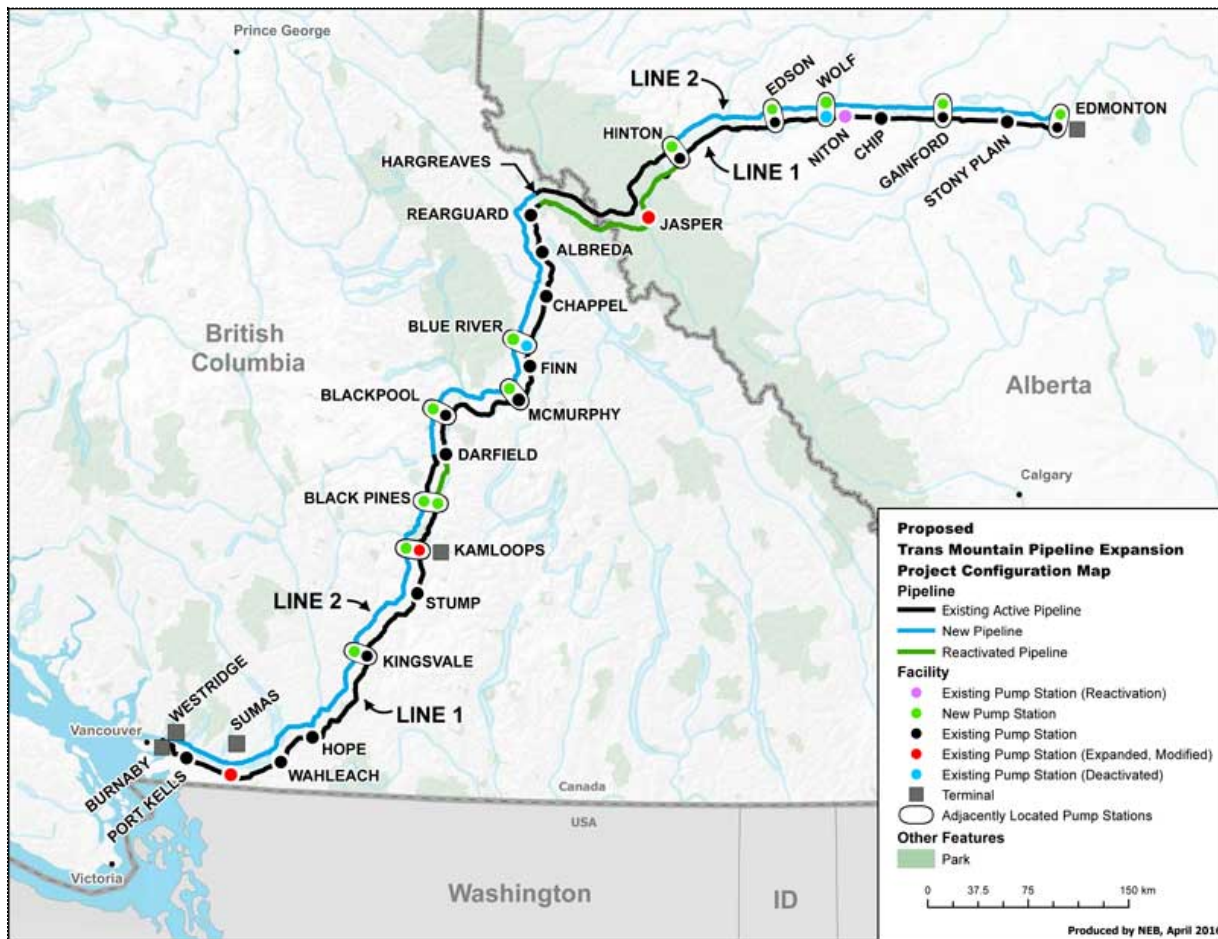 Prince George
EDSON
WOLF
LINE 2
EDMONTON
HINTON
NITON
CHIP
GAINFORD
STONY PLAIN
HARGREAVES
LINE 1
REARGUARD
JASPER
ALBREDA
CHAPPEL
British
Columbia
BLUE RIVER
FINN
Alberta
BLACKPOOL
MCMURPHY
DARFIELD
Calgary
BLACK PINES
KAMLOOPS
STUMP
LINE 2
KINGSVALE
WESTRIDGE
SUMAS
LINE 1
Vancouver
HOPE
WAHLEACH
BURNABY
PORT KELLS
Canada
USA
Victoria
Washington
ID
Proposed
Trans Mountain Pipeline Expansion
Project Configuration Map
Pipeline
Existing Active Pipeline
New Pipeline
Reactivated Pipeline
Facility
Existing Pump Station (Reactivation)
New Pump Station
Existing Pump Station
Existing Pump Station (Expanded, Modified)
Existing Pump Station (Deactivated)
Terminal
Adjacently Located Pump Stations
Other Features
Park
0 37.5 75 150 km
Produced by NEB, April 2016